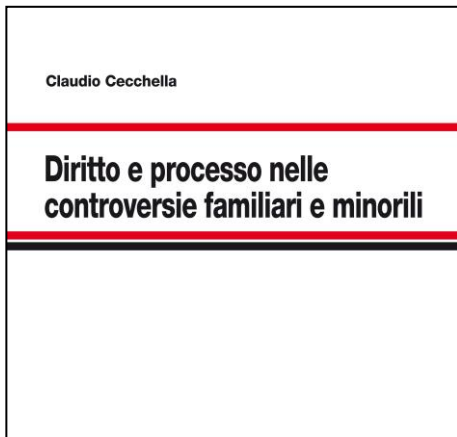 Claudio Cecchella
Diritto e processo nelle
controversie familiari e minorili